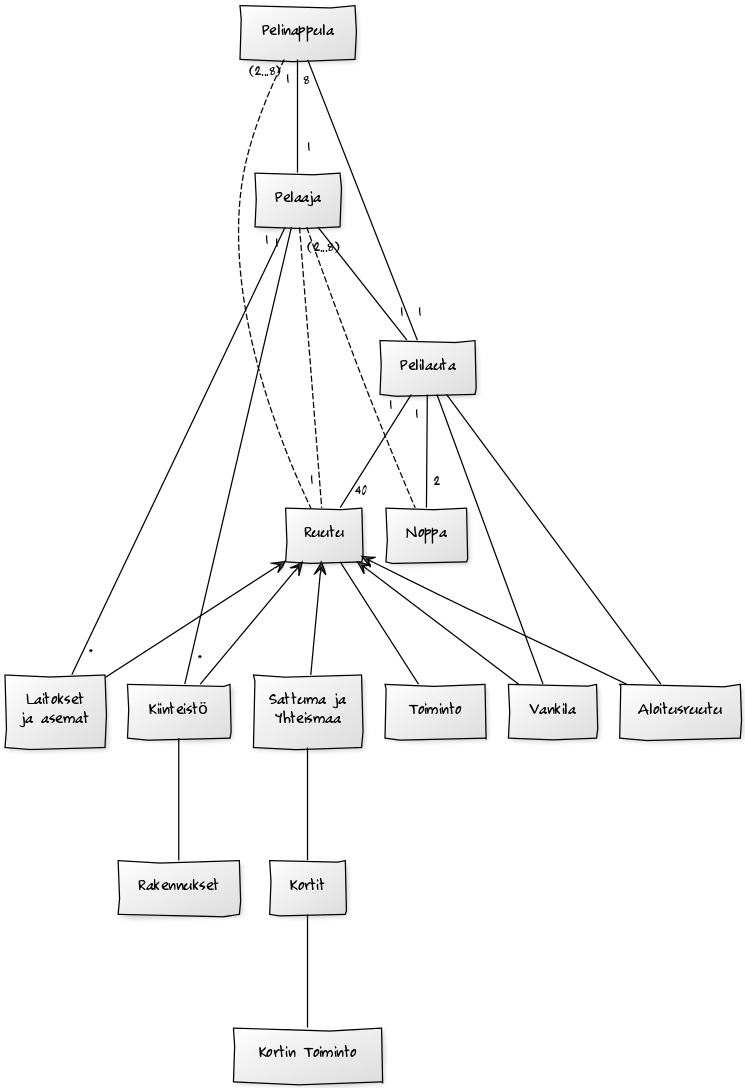 Pelinappula
(2...8)
1
8
1
Pelaaja
1
1
(2...8)
1
1
Pelilauta
1
1
1
40
2
Ruutu
Noppa
*
*
Laitokset
ja asemat
Kiinteistö
Sattuma ja
Yhteismaa
Toiminto
Vankila
Aloitusruutu
Rakennukset
Kortit
Kortin Toiminto